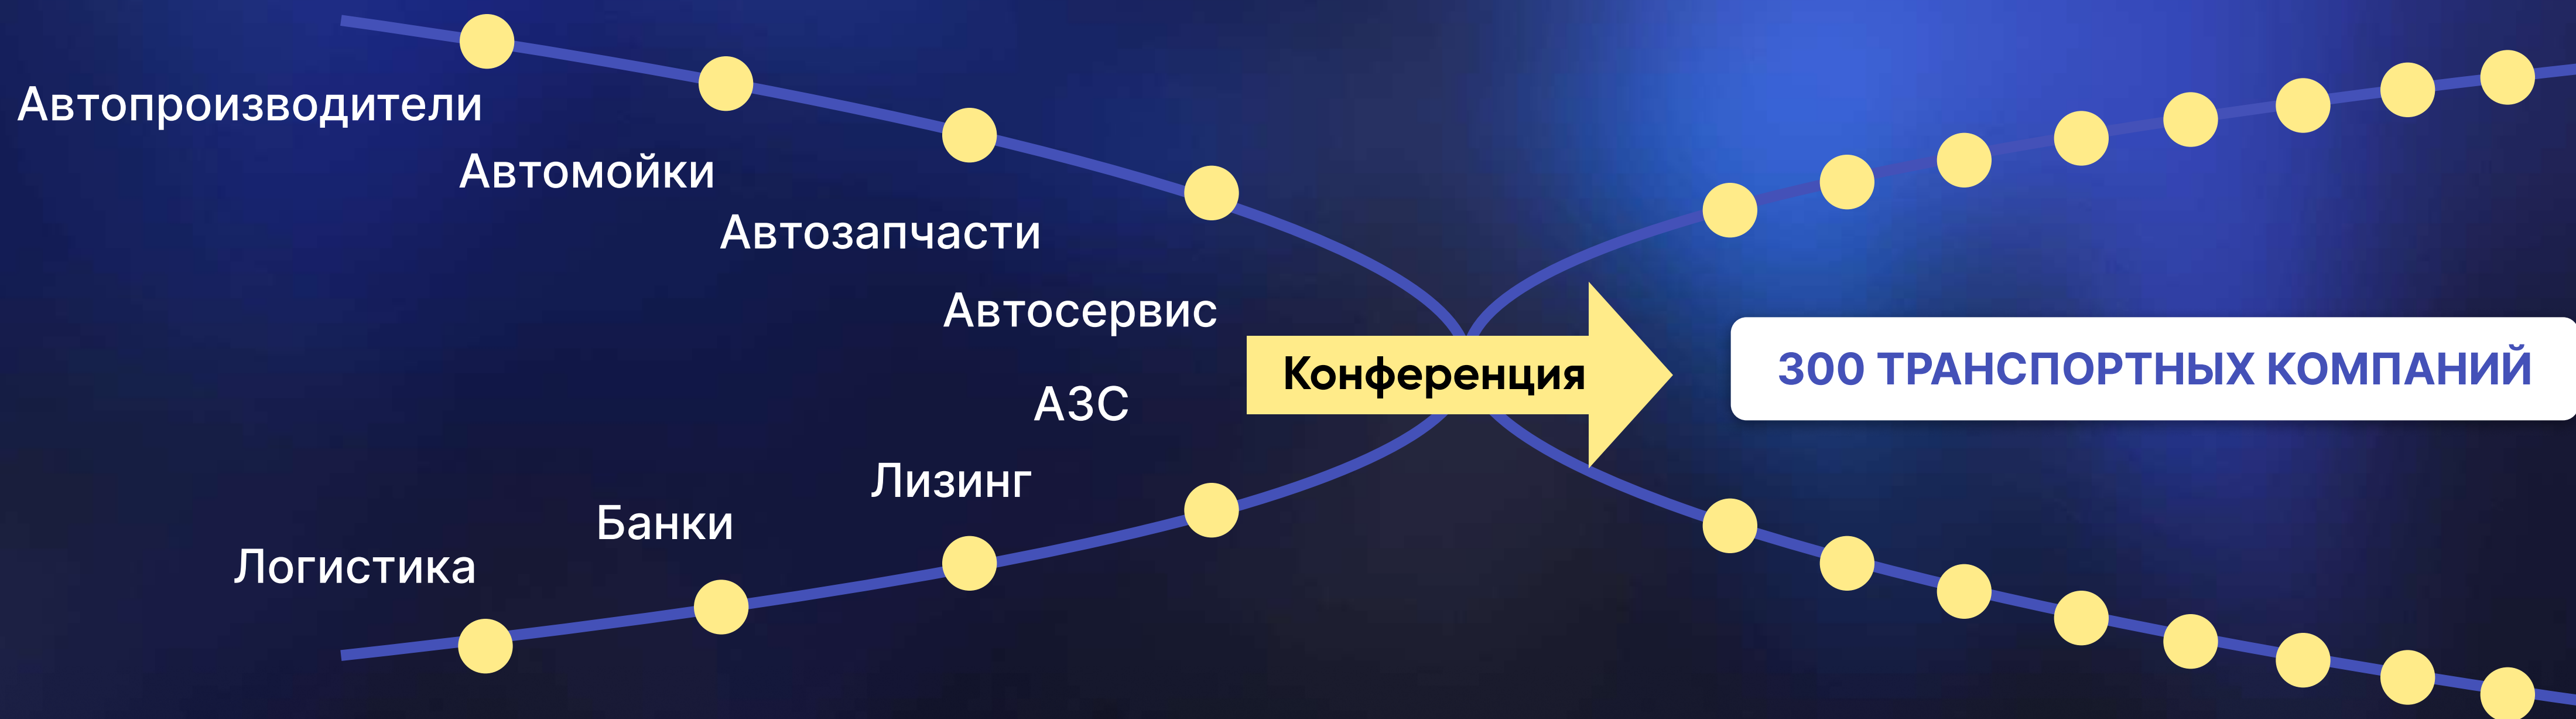 Автопроизводители
Автомойки
Автозапчасти
Автосервис
АЗС
Лизинг
Банки
Логистика
Конференция
300 ТРАНСПОРТНЫХ КОМПАНИЙ